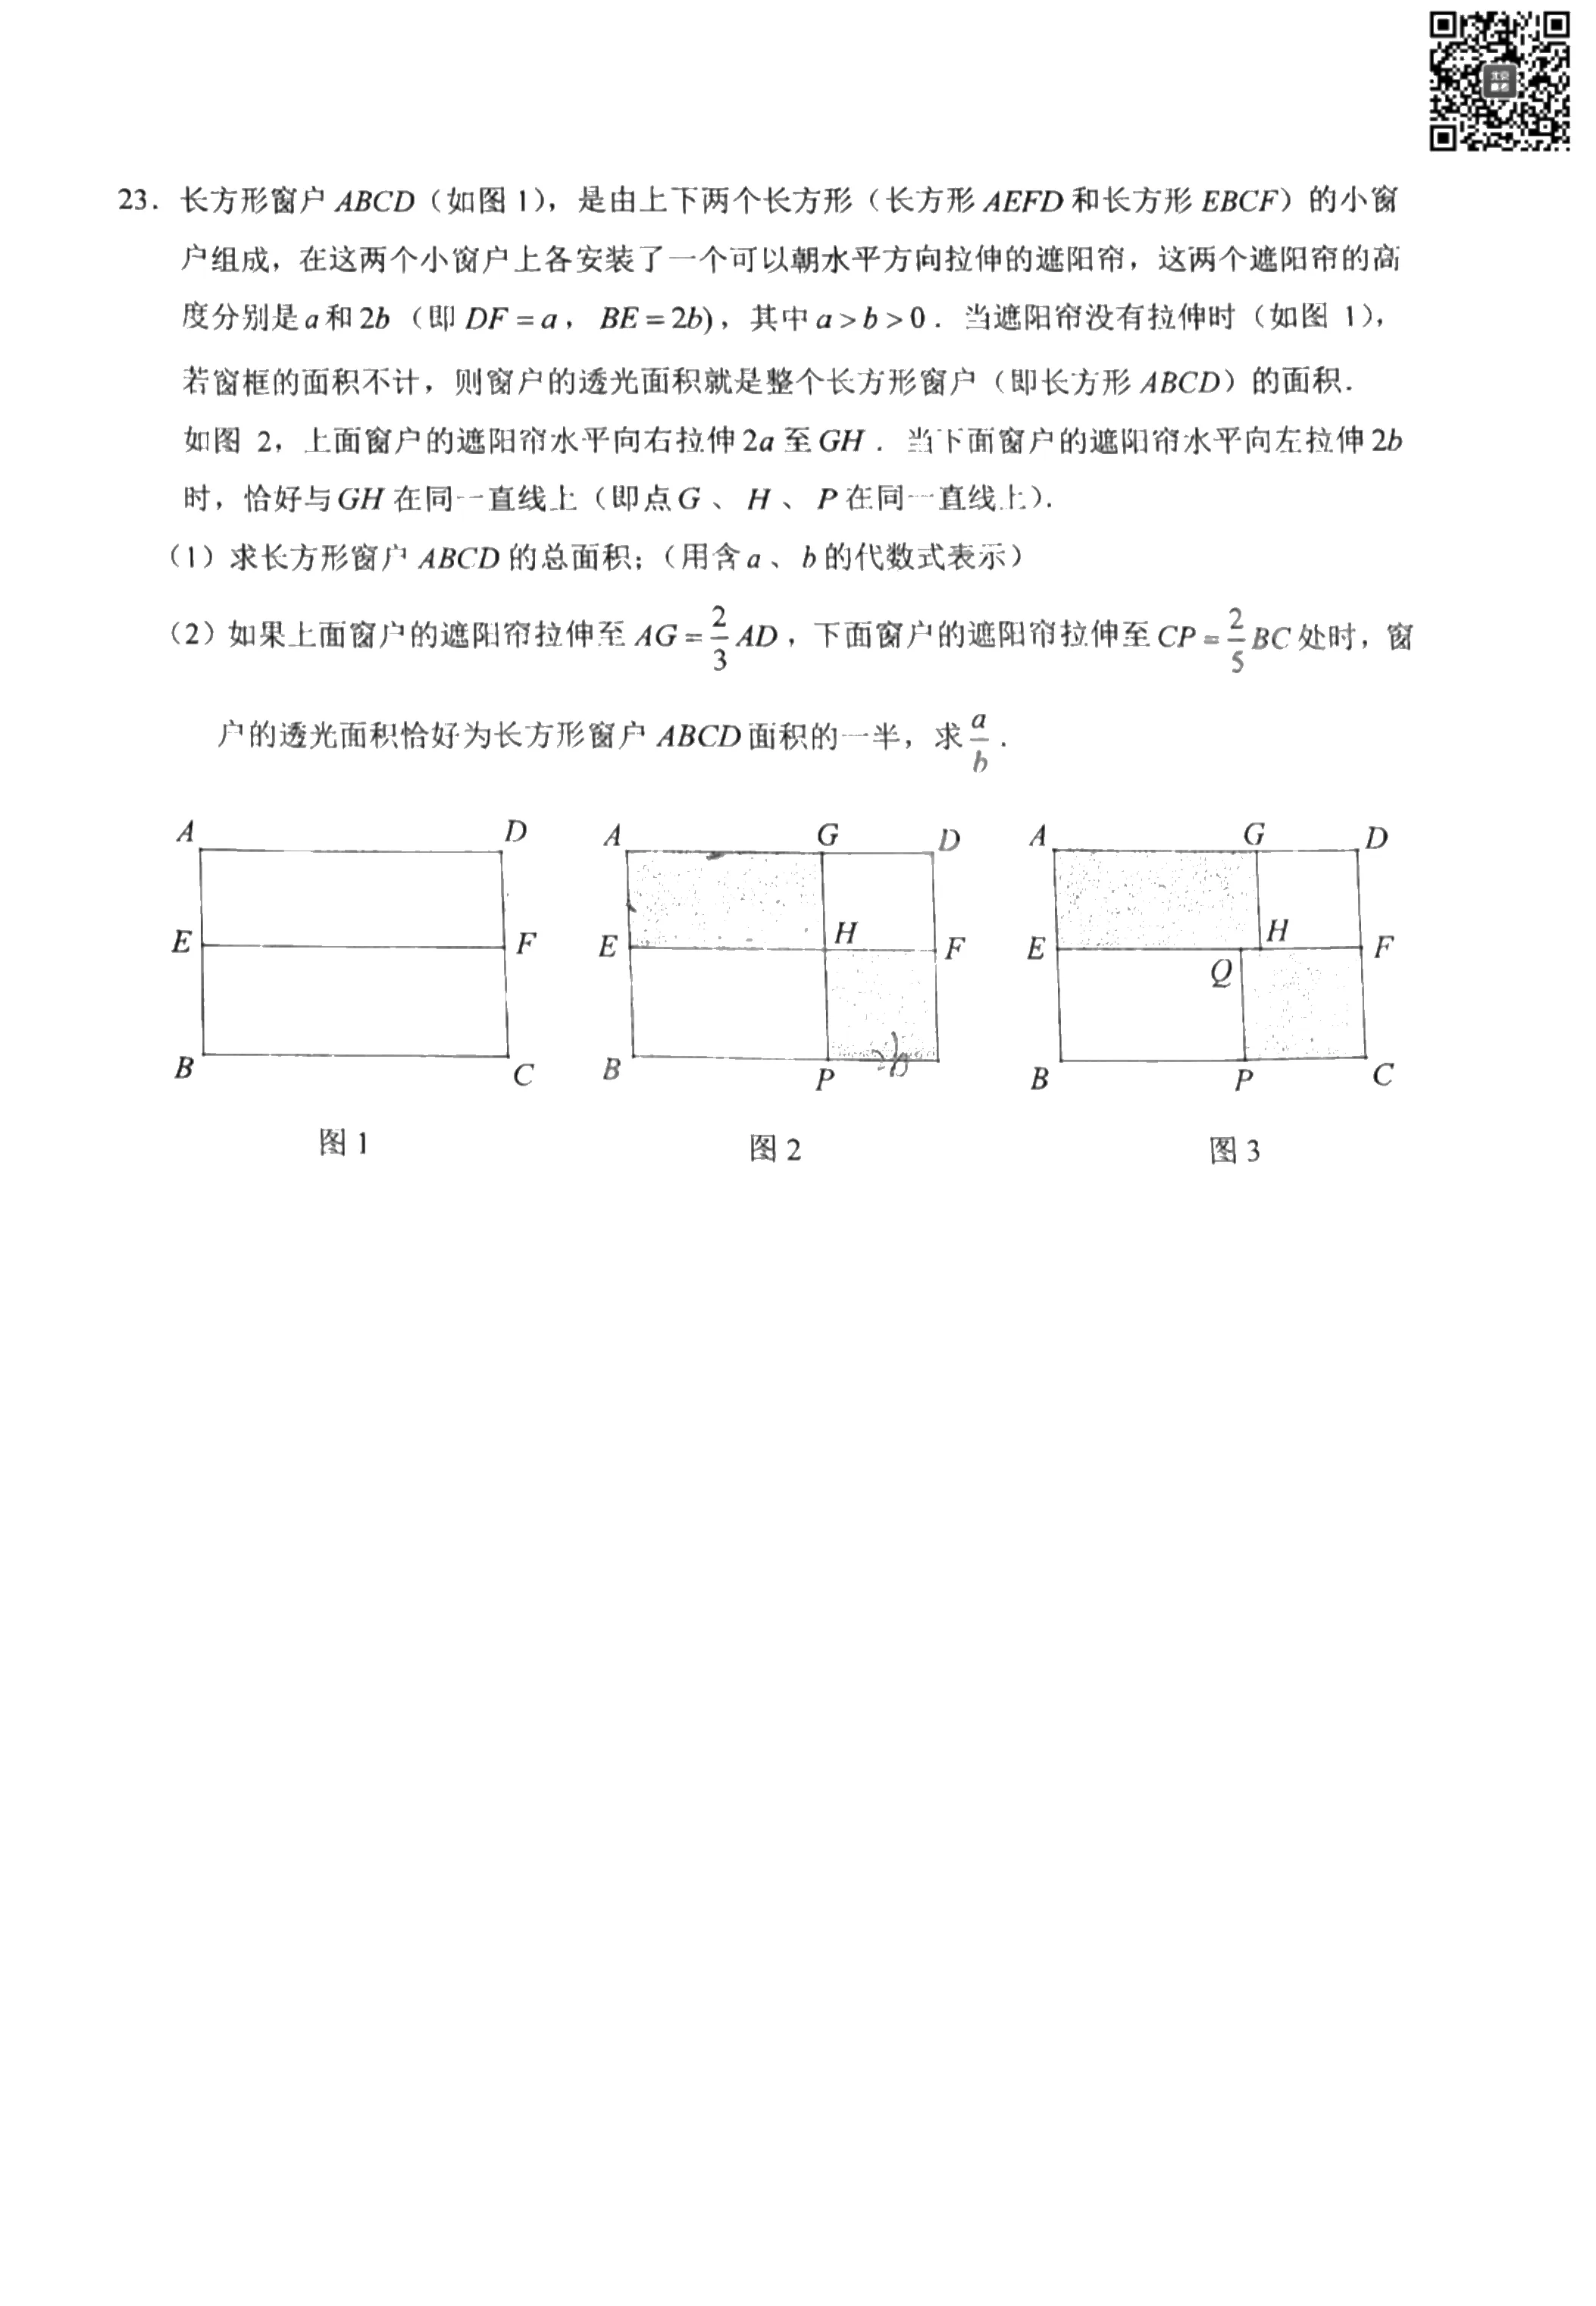 23. 长方形窗户ABCD（如图1），是由上下两个长方形（长方形AEFD和长方形EBCF）的小窗
户组成，在这两个小窗户上各安装了一个可以朝水平方向拉伸的遮阳帘，这两个遮阳帘的高
度分别是a和2b（即DF=a，BE=2b)，其中a>b>0．当遮阳帘没有拉伸时（如图1），
若窗框的面积不计，则窗户的透光面积就是整个长方形窗户（即长方形ABCD）的面积．
如图2，上面窗户的遮阳帘水平向右拉伸2a至GH．当下面窗户的遮阳帘水平向左拉伸2b
时，恰好与GH在同一直线上（即点G、H、P在同一直线上）．
（1）求长方形窗户ABCD的总面积；（用含a、b的代数式表示）
（2）如果上面窗户的遮阳帘拉伸至AG=2/3AD，下面窗户的遮阳帘拉伸至CP=2/5BC处时，窗
户的透光面积恰好为长方形窗户ABCD面积的一半，求a/b．
A D A G D A G D
E F E H F E H F
Q
B C B P 2b B P C
图1 图2 图3